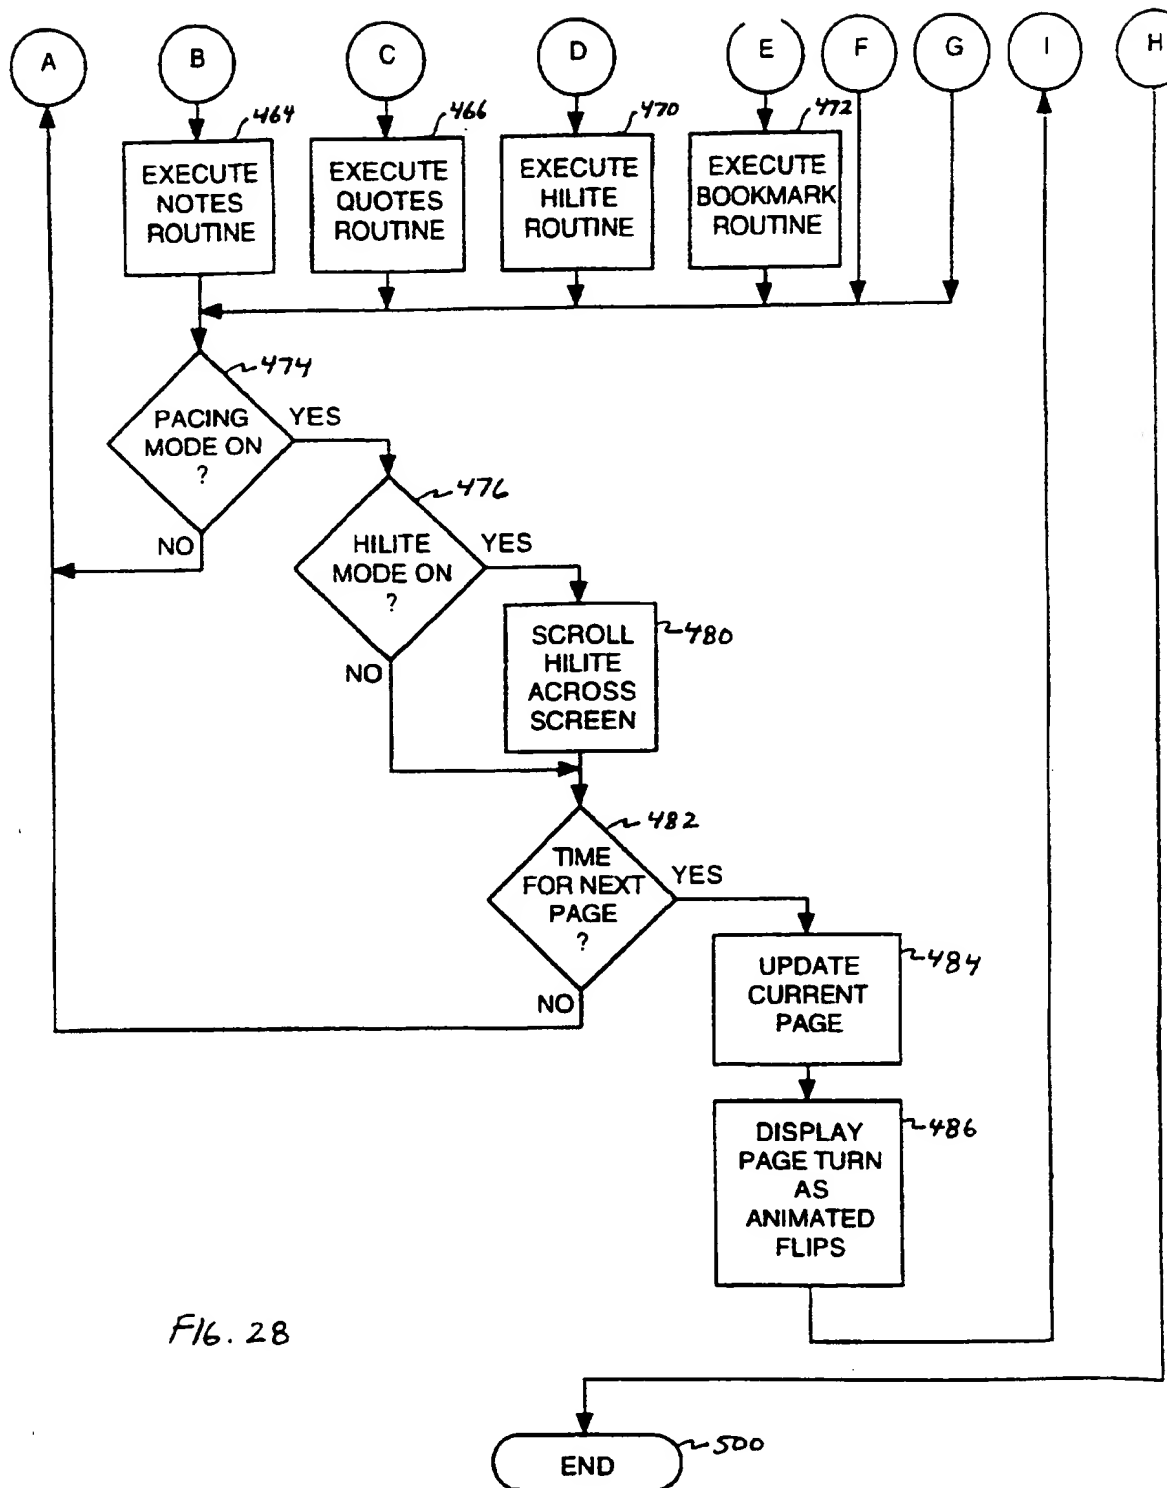 A B C D E F G I H
464 466 470 472
EXECUTE
NOTES
ROUTINE
EXECUTE
QUOTES
ROUTINE
EXECUTE
HILITE
ROUTINE
EXECUTE
BOOKMARK
ROUTINE
474
PACING
MODE ON
?
YES
NO
476
HILITE
MODE ON
?
YES
NO
480
SCROLL
HILITE
ACROSS
SCREEN
482
TIME
FOR NEXT
PAGE
?
YES
NO
484
UPDATE
CURRENT
PAGE
486
DISPLAY
PAGE TURN
AS
ANIMATED
FLIPS
FIG. 28
500
END